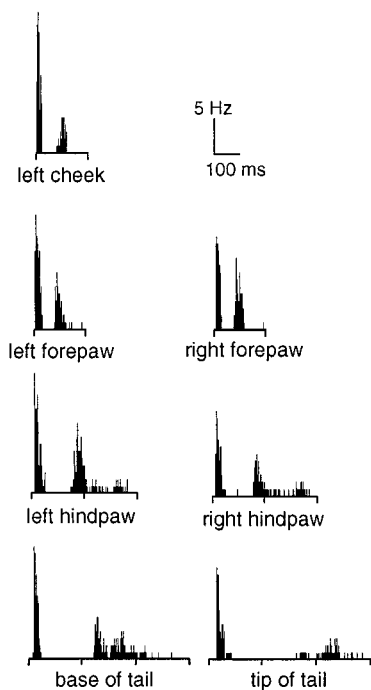 5 Hz
100 ms
left cheek
left forepaw
right forepaw
left hindpaw
right hindpaw
base of tail
tip of tail